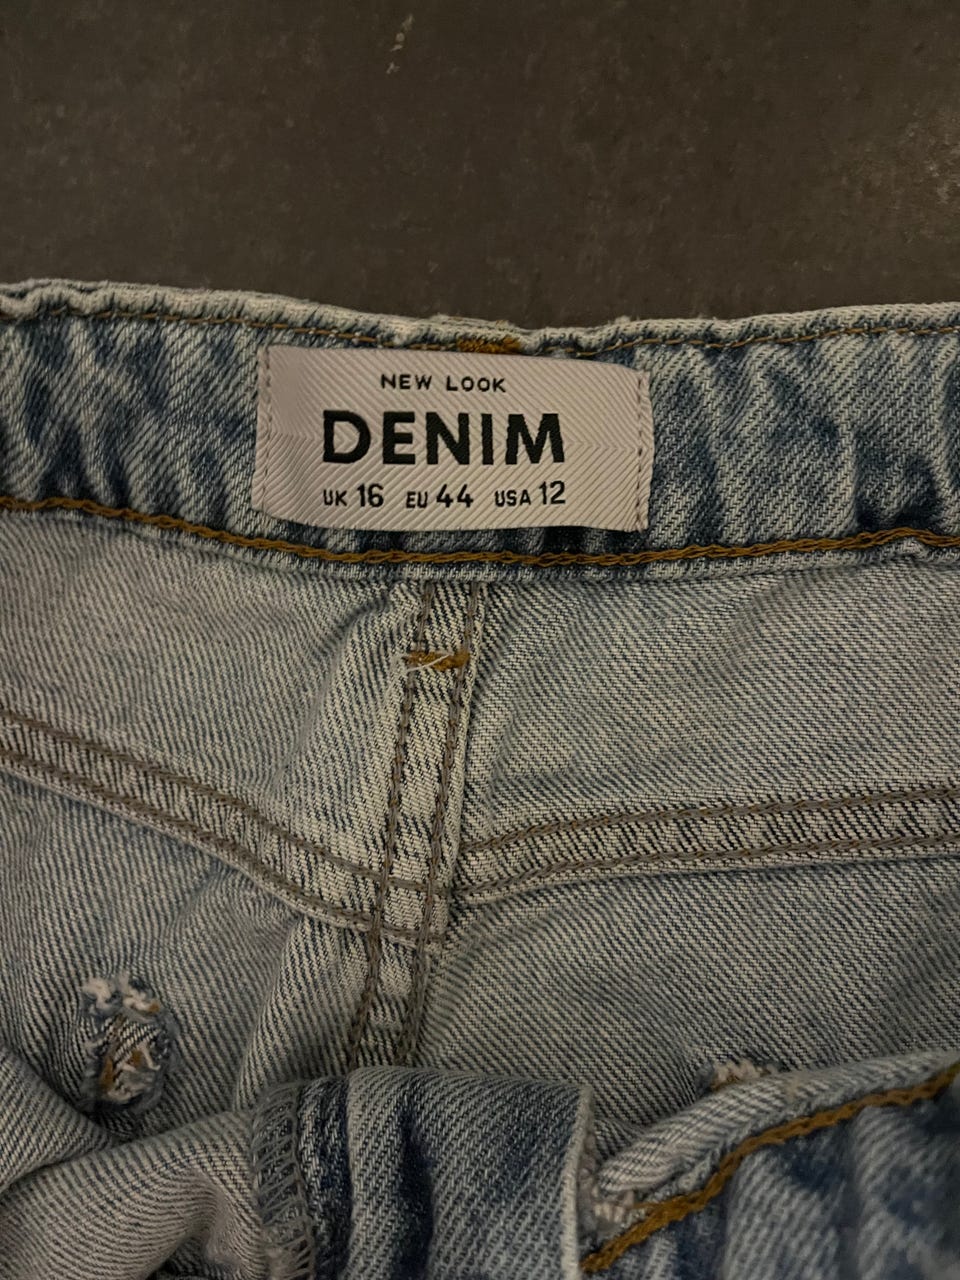 NEW LOOK
DENIM
UK 16 EU 44 USA 12